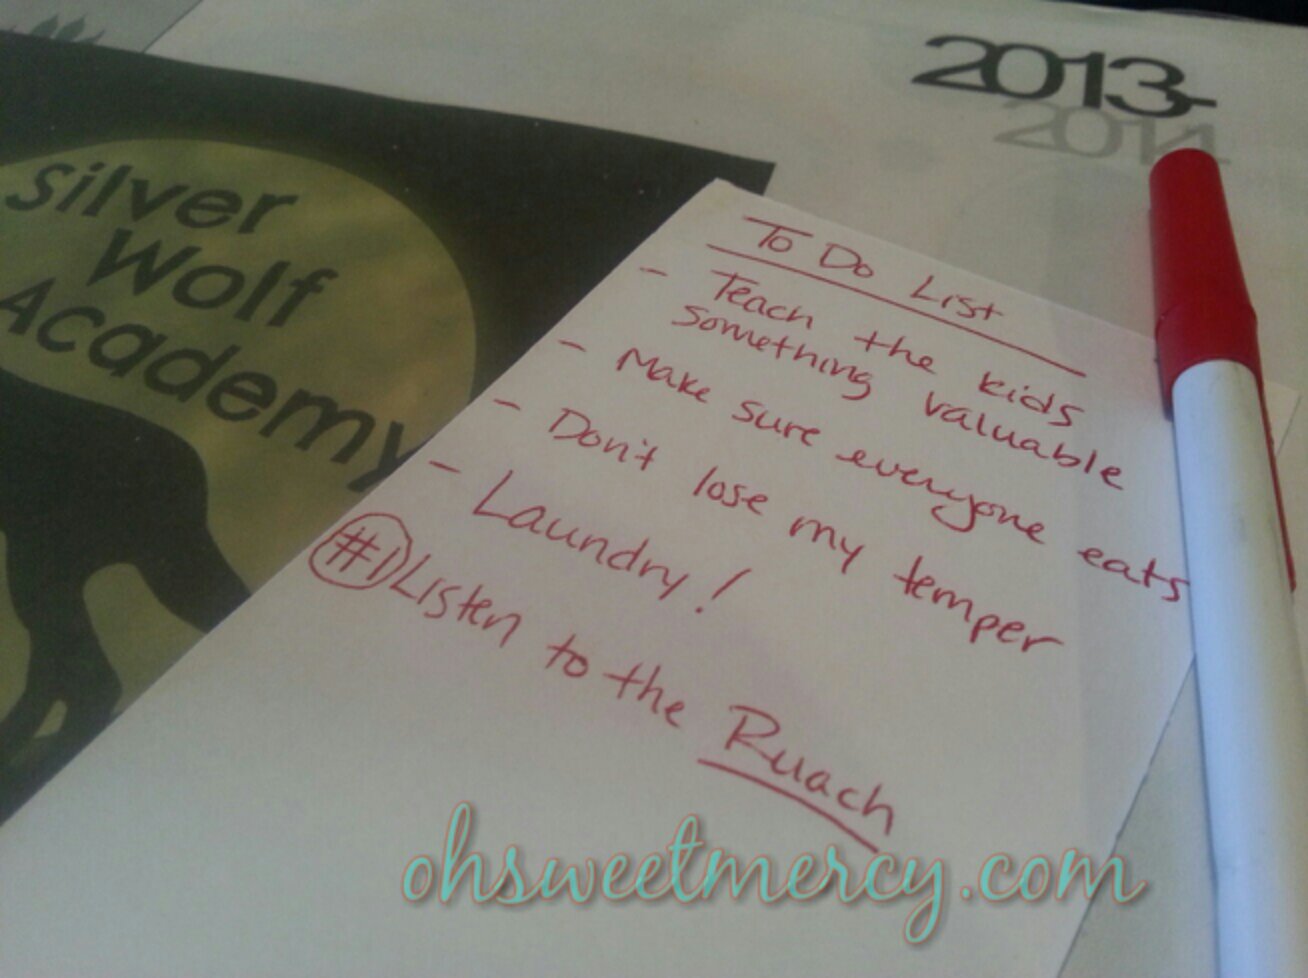 2013-
2014
Silver
Wolf
Academy
To Do List
- Teach the kids
something valuable
- Make sure everyone eats
- Don't lose my temper
- Laundry!
#1 Listen to the Ruach
ohsweetmercy.com